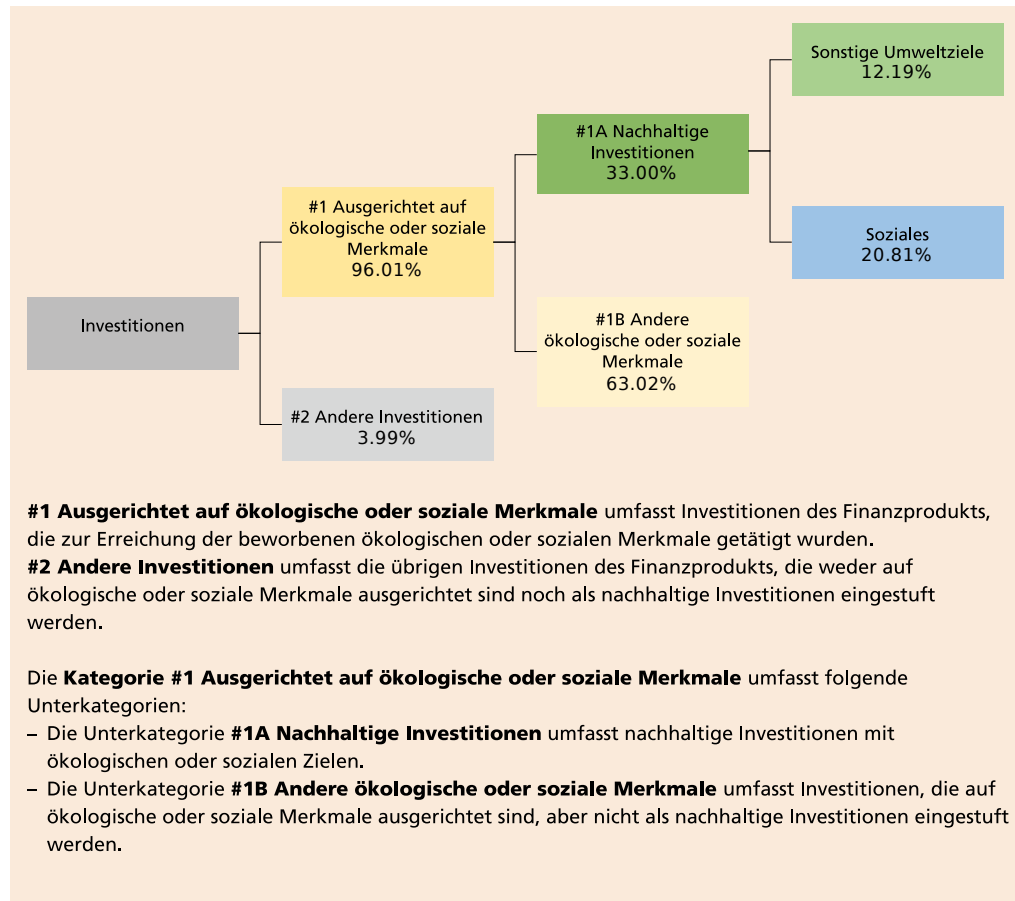 Sonstige Umweltziele
12.19%
#1A Nachhaltige
Investitionen
33.00%
#1 Ausgerichtet auf
ökologische oder soziale
Merkmale
96.01%
Soziales
20.81%
Investitionen
#1B Andere
ökologische oder soziale
Merkmale
63.02%
#2 Andere Investitionen
3.99%
#1 Ausgerichtet auf ökologische oder soziale Merkmale umfasst Investitionen des Finanzprodukts,
die zur Erreichung der beworbenen ökologischen oder sozialen Merkmale getätigt wurden.
#2 Andere Investitionen umfasst die übrigen Investitionen des Finanzprodukts, die weder auf
ökologische oder soziale Merkmale ausgerichtet sind noch als nachhaltige Investitionen eingestuft
werden.
Die Kategorie #1 Ausgerichtet auf ökologische oder soziale Merkmale umfasst folgende
Unterkategorien:
– Die Unterkategorie #1A Nachhaltige Investitionen umfasst nachhaltige Investitionen mit
ökologischen oder sozialen Zielen.
– Die Unterkategorie #1B Andere ökologische oder soziale Merkmale umfasst Investitionen, die auf
ökologische oder soziale Merkmale ausgerichtet sind, aber nicht als nachhaltige Investitionen eingestuft
werden.